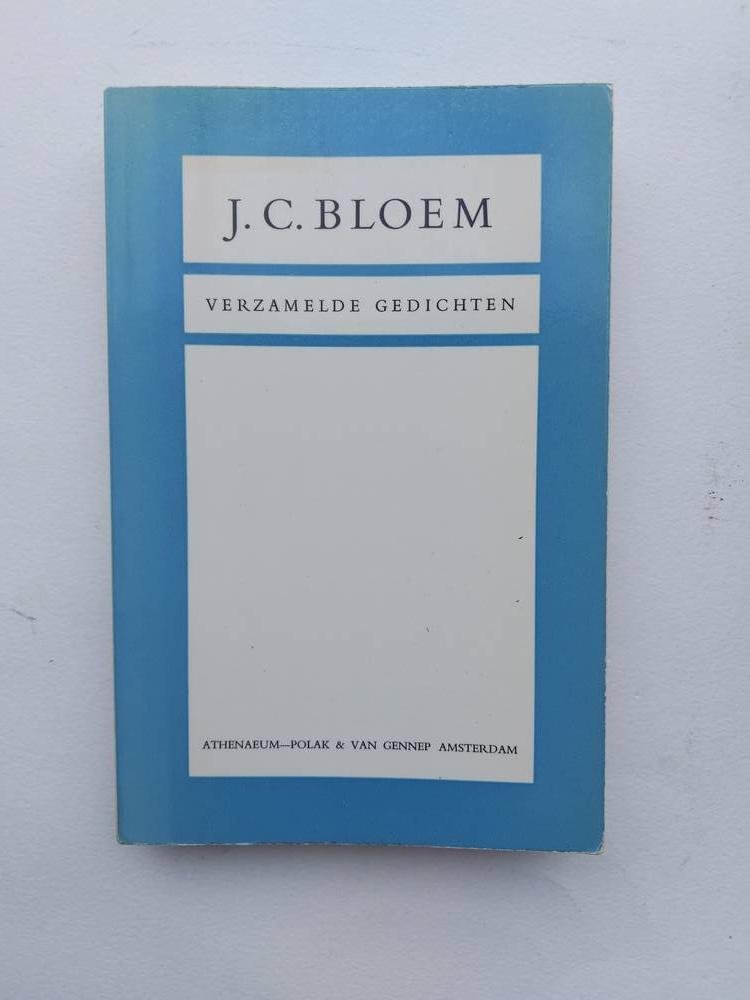 J. C. BLOEM
VERZAMELDE GEDICHTEN
ATHENAEUM—POLAK & VAN GENNEP AMSTERDAM